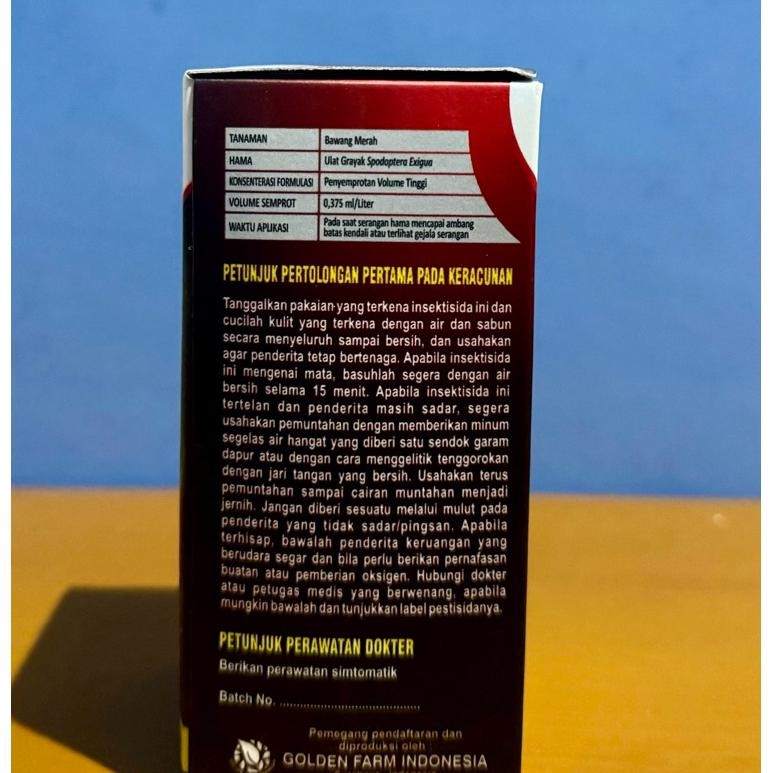 TANAMAN Bawang Merah
HAMA Ulat Grayak Spodoptera Exigua
KONSENTERASI FORMULASI Penyemprotan Volume Tinggi
VOLUME SEMPROT 0,375 ml/Liter
WAKTU APLIKASI Pada saat serangan hama mencapai ambang
batas kendali atau terlihat gejala serangan
PETUNJUK PERTOLONGAN PERTAMA PADA KERACUNAN
Tanggalkan pakaian yang terkena insektisida ini dan
cucilah kulit yang terkena dengan air dan sabun
secara menyeluruh sampai bersih, dan usahakan
agar penderita tetap bertenaga. Apabila insektisida
ini mengenai mata, basuhlah segera dengan air
bersih selama 15 menit. Apabila insektisida ini
tertelan dan penderita masih sadar, segera
usahakan pemuntahan dengan memberikan minum
segelas air hangat yang diberi satu sendok garam
dapur atau dengan cara menggelitik tenggorokan
dengan jari tangan yang bersih. Usahakan terus
pemuntahan sampai cairan muntahan menjadi
jernih. Jangan diberi sesuatu melalui mulut pada
penderita yang tidak sadar/pingsan. Apabila
terhisap, bawalah penderita keruangan yang
berudara segar dan bila perlu berikan pernafasan
buatan atau pemberian oksigen. Hubungi dokter
atau petugas medis yang berwenang, apabila
mungkin bawalah dan tunjukkan label pestisidanya.
PETUNJUK PERAWATAN DOKTER
Berikan perawatan simtomatik
Batch No. ......................................
Pemegang pendaftaran dan
diproduksi oleh :
GOLDEN FARM INDONESIA